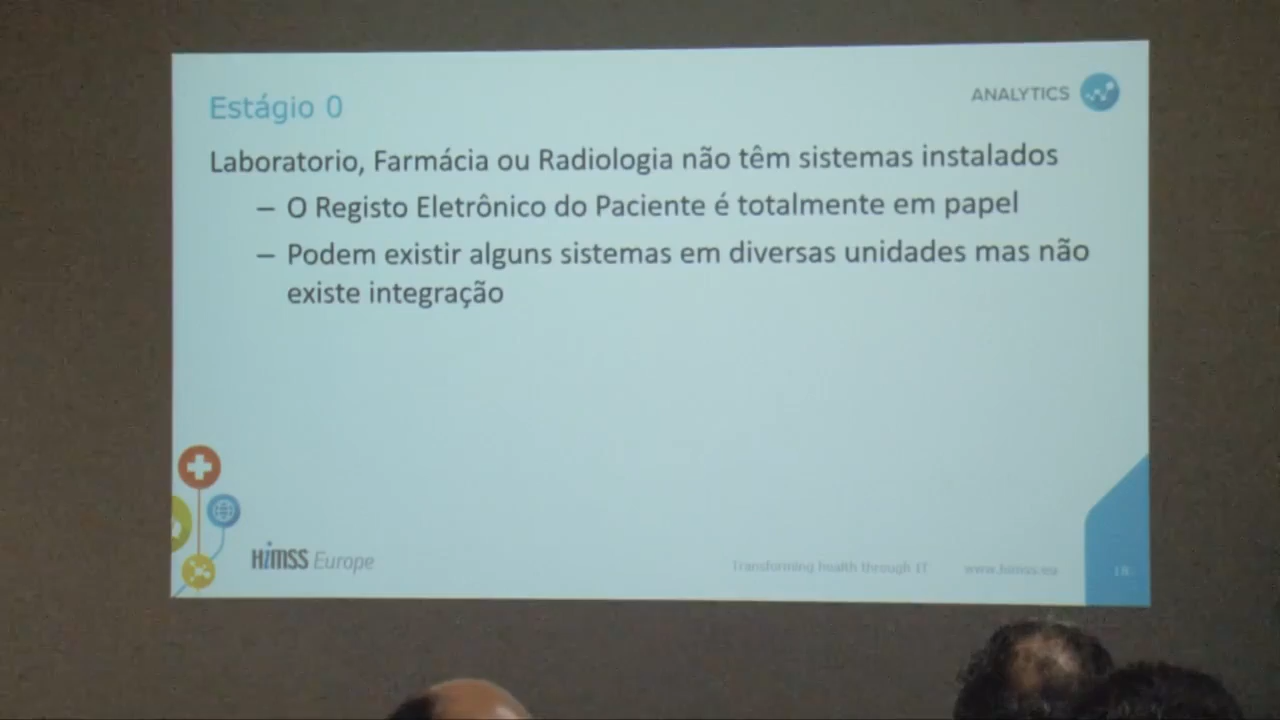 Estágio 0
ANALYTICS
Laboratorio, Farmácia ou Radiologia não têm sistemas instalados
– O Registo Eletrônico do Paciente é totalmente em papel
– Podem existir alguns sistemas em diversas unidades mas não
existe integração
HiMSS Europe
Transforming health through IT
www.himss.eu
18